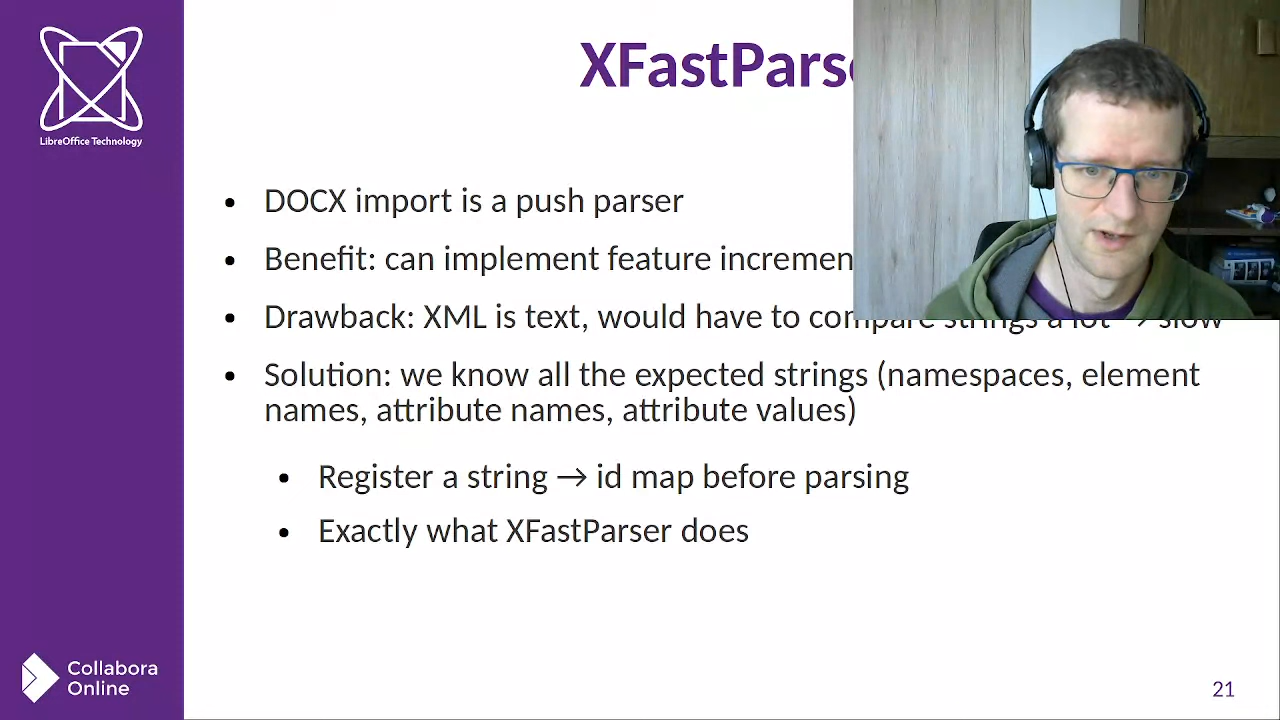 LibreOffice Technology
XFastParse
DOCX import is a push parser
Benefit: can implement feature incremen
Drawback: XML is text, would have to compare strings a lot → slow
Solution: we know all the expected strings (namespaces, element
names, attribute names, attribute values)
Register a string → id map before parsing
Exactly what XFastParser does
Collabora
Online
21